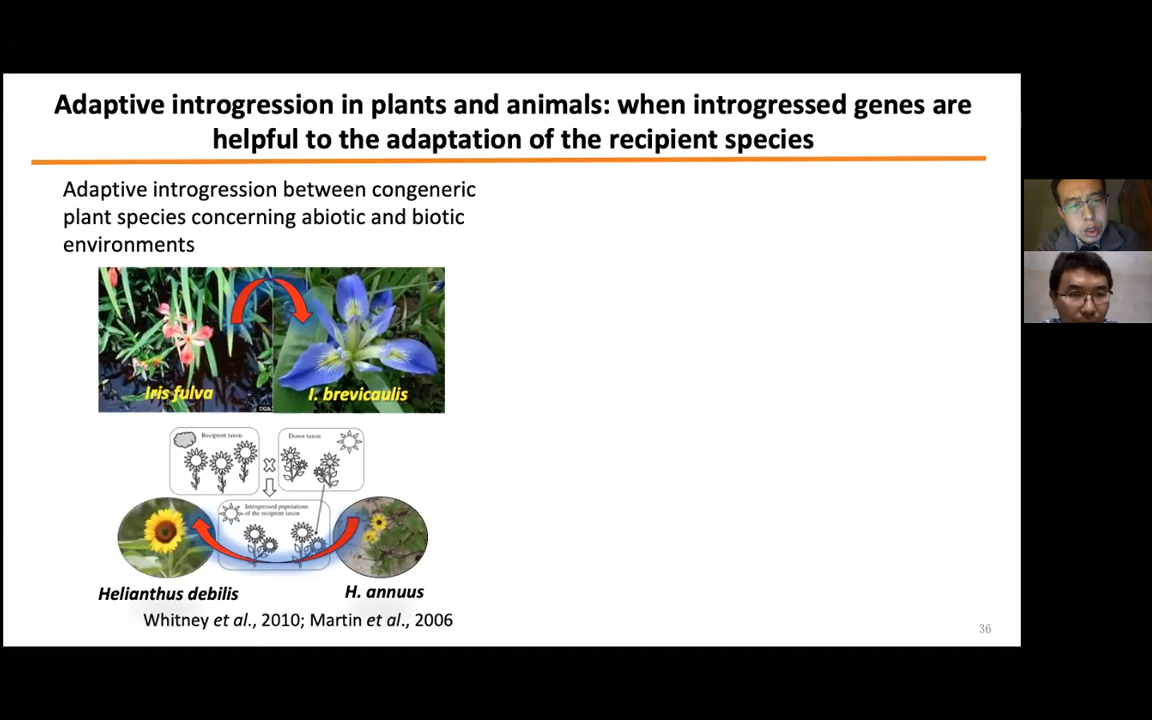 Adaptive introgression in plants and animals: when introgressed genes are
helpful to the adaptation of the recipient species
Adaptive introgression between congeneric
plant species concerning abiotic and biotic
environments
Iris fulva
I. brevicaulis
Recipient taxon
Donor taxon
Introgressed populations
of the recipient taxon
Helianthus debilis
H. annuus
Whitney et al., 2010; Martin et al., 2006
36